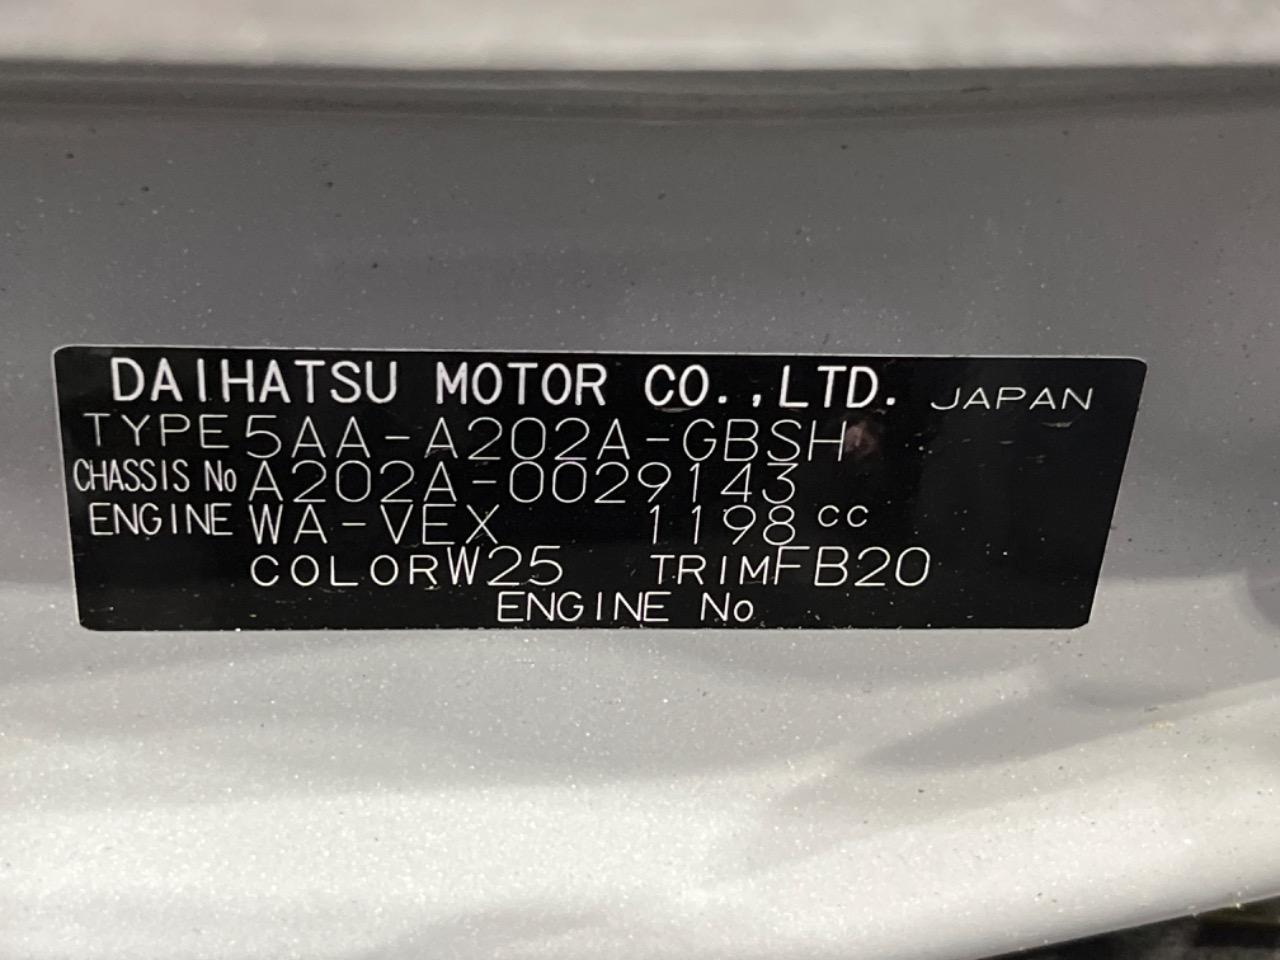 DAIHATSU MOTOR CO.,LTD. JAPAN
TYPE 5AA-A202A-GBSH
CHASSIS No A202A-0029143
ENGINE WA-VEX 1198 cc
COLOR W25 TRIM FB20
ENGINE No